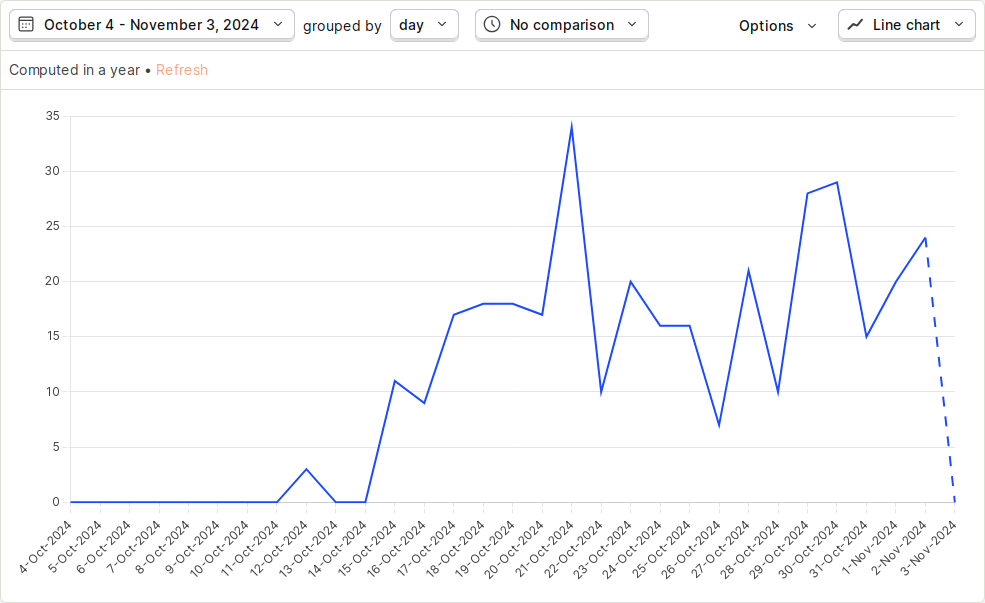 October 4 - November 3, 2024 grouped by day No comparison Options Line chart
Computed in a year • Refresh
35
30
25
20
15
10
5
0
4-Oct-2024 5-Oct-2024 6-Oct-2024 7-Oct-2024 8-Oct-2024 9-Oct-2024 10-Oct-2024 11-Oct-2024 12-Oct-2024 13-Oct-2024 14-Oct-2024 15-Oct-2024 16-Oct-2024 17-Oct-2024 18-Oct-2024 19-Oct-2024 20-Oct-2024 21-Oct-2024 22-Oct-2024 23-Oct-2024 24-Oct-2024 25-Oct-2024 26-Oct-2024 27-Oct-2024 28-Oct-2024 29-Oct-2024 30-Oct-2024 31-Oct-2024 1-Nov-2024 2-Nov-2024 3-Nov-2024